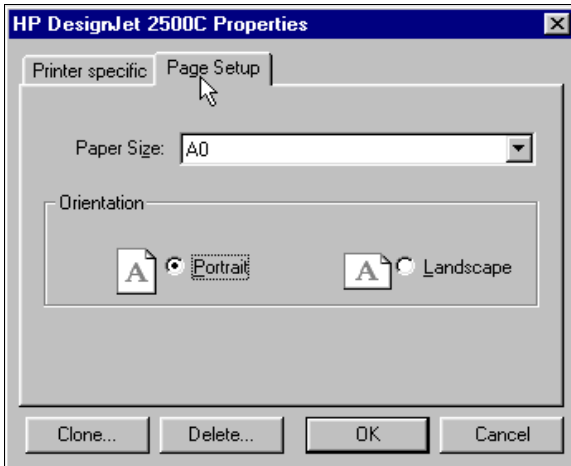 HP DesignJet 2500C Properties
Printer specific
Page Setup
Paper Size: A0
Orientation
A Portrait
A Landscape
Clone... Delete... OK Cancel